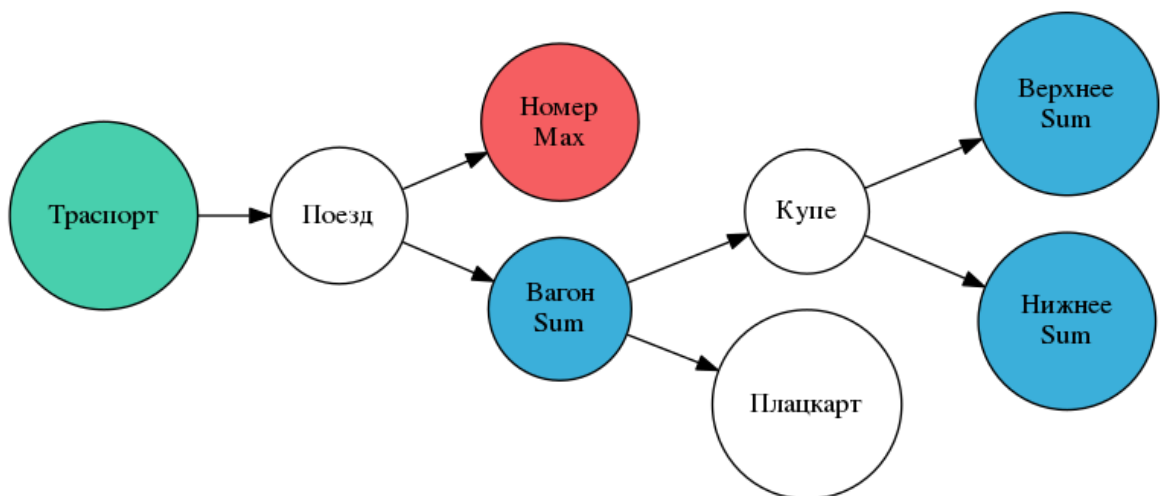 Траспорт
Поезд
Номер
Max
Вагон
Sum
Купе
Плацкарт
Верхнее
Sum
Нижнее
Sum